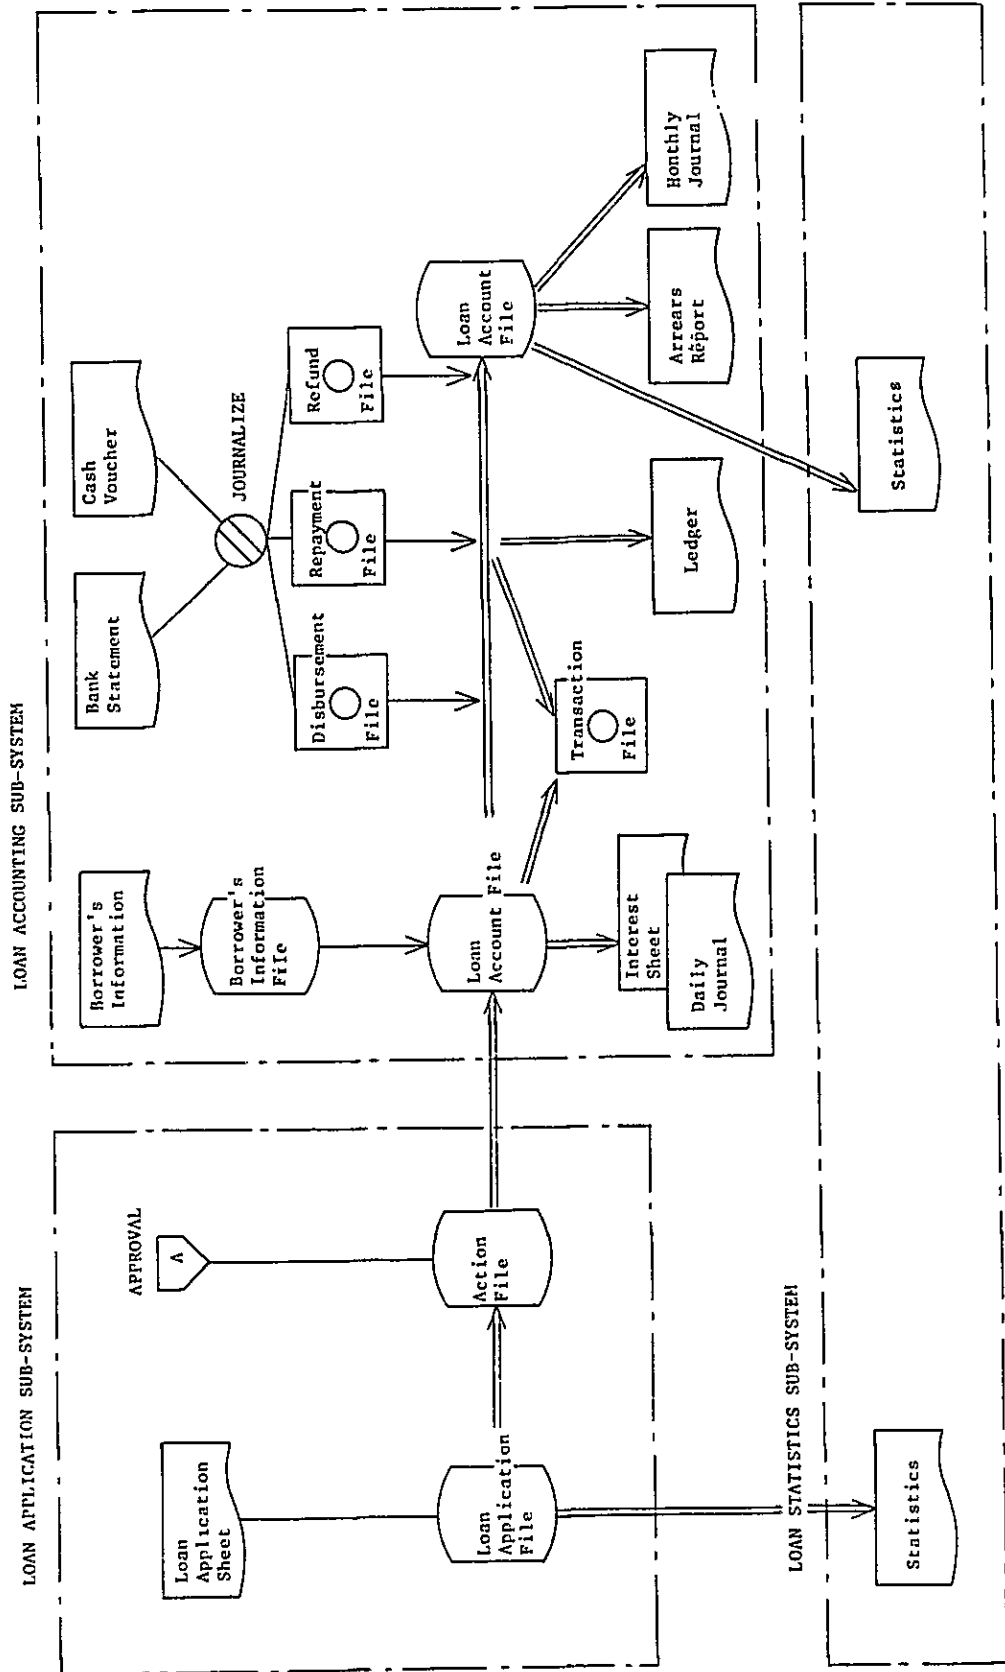 LOAN APPLICATION SUB-SYSTEM
Loan
Application
Sheet
APPROVAL
A
Loan
Application
File
Action
File
LOAN ACCOUNTING SUB-SYSTEM
Borrower's
Information
Borrower's
Information
File
Loan
Account File
Interest
Sheet
Daily
Journal
Bank
Statement
Cash
Voucher
JOURNALIZE
Disbursement
File
Repayment
File
Refund
File
Transaction
File
Loan
Account
File
Ledger
Arrears
Report
Honthly
Journal
LOAN STATISTICS SUB-SYSTEM
Statistics
Statistics